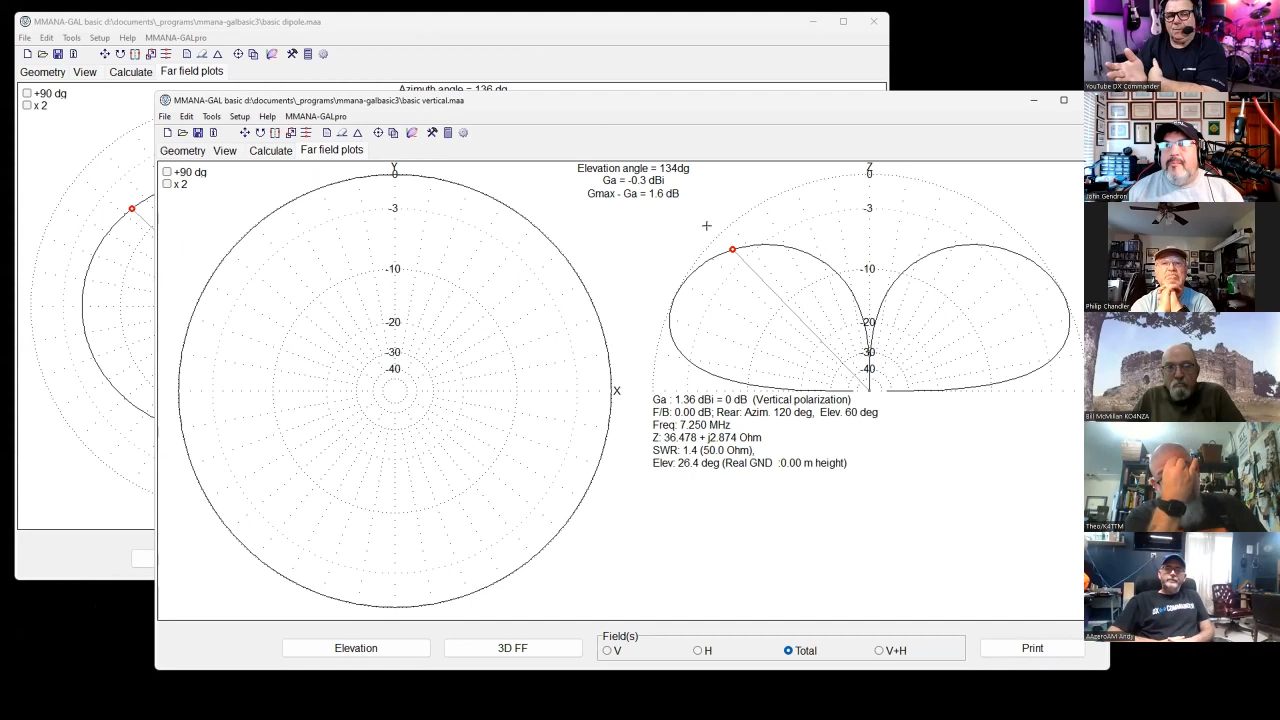 MMANA-GAL basic d:\documents\_programs\mmana-galbasic3\basic dipole.maa
File Edit Tools Setup Help MMANA-GALpro
Geometry View Calculate Far field plots
+90 dg
x 2
MMANA-GAL basic d:\documents\_programs\mmana-galbasic3\basic vertical.maa
File Edit Tools Setup Help MMANA-GALpro
Geometry View Calculate Far field plots
+90 dg
x 2
Y
3
-10
-20
-30
-40
X
Elevation angle = 134dg
Ga = -0.3 dBi
Gmax - Ga = 1.6 dB
Z
3
-10
-20
-30
-40
Ga : 1.36 dBi = 0 dB (Vertical polarization)
F/B: 0.00 dB; Rear: Azim. 120 deg, Elev. 60 deg
Freq: 7.250 MHz
Z: 36.478 + j2.874 Ohm
SWR: 1.4 (50.0 Ohm),
Elev: 26.4 deg (Real GND :0.00 m height)
Elevation
3D FF
Field(s)
V H Total V+H
Print
YouTube DX Commander
John Gendron
Philip Chandler
Bill McMillan KO4NZA
Theo/K4TTM
AAzeroAM Andy